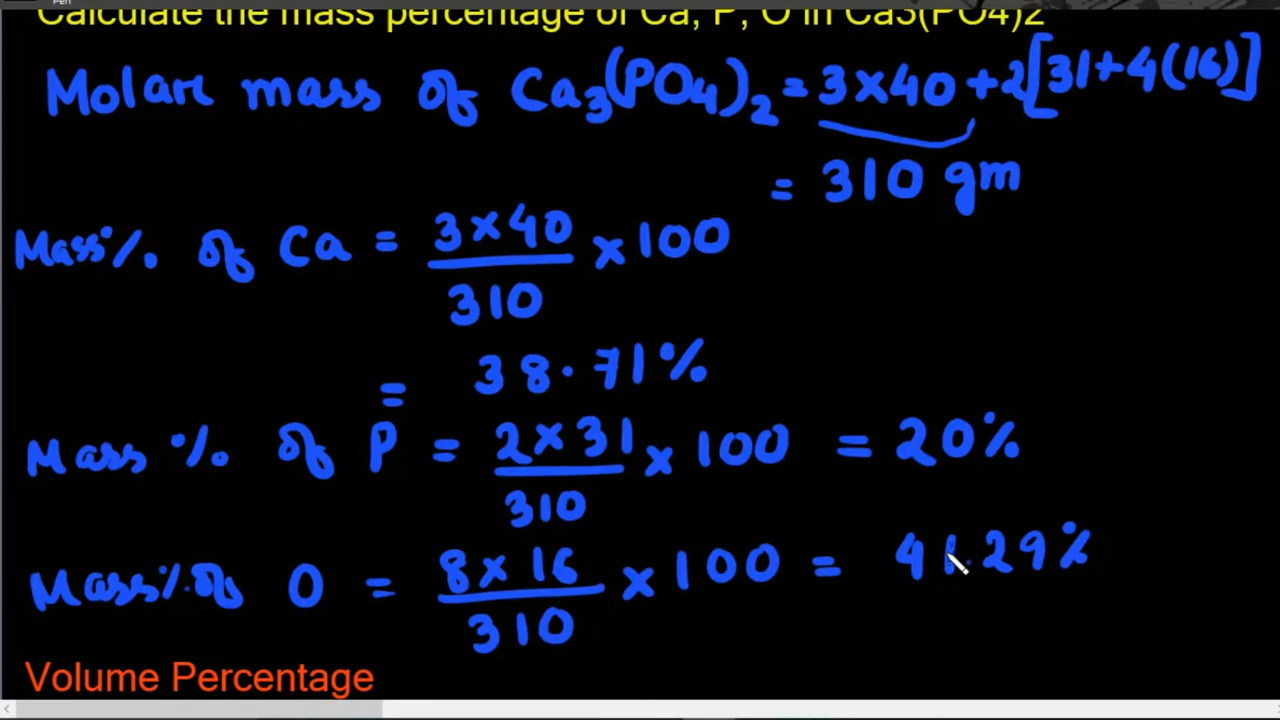 Pen
Calculate the mass percentage of Ca, P, O in Ca3(PO4)2
Molare mass of Ca₃(PO₄)₂ = 3×40 + 2[31+4(16)]
= 310 gm
Mass% of Ca = 3×40/310 × 100
= 38.71%
Mass % of P = 2×31/310 × 100 = 20%
Mass% of O = 8×16/310 × 100 = 41.29%
Volume Percentage